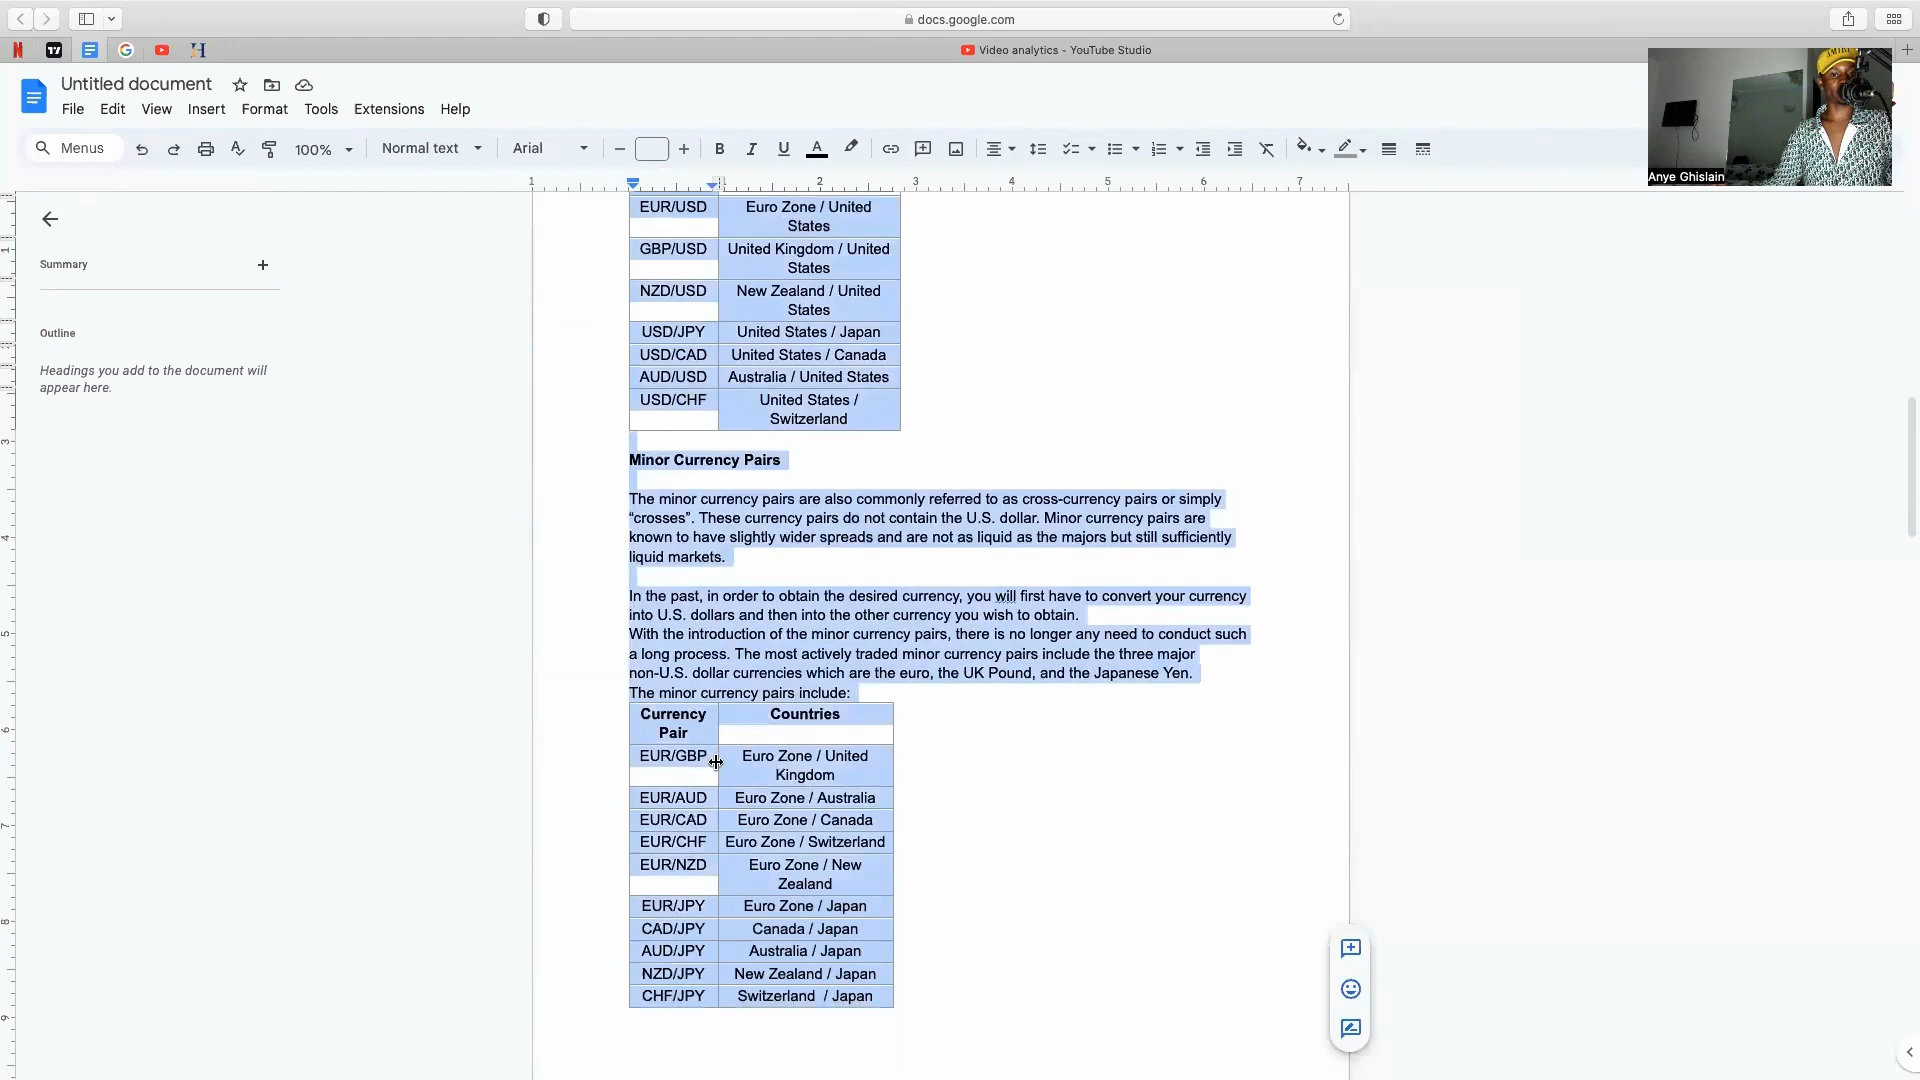 docs.google.com
Video analytics - YouTube Studio
Untitled document
File Edit View Insert Format Tools Extensions Help
Menus 100% Normal text Arial
1 1 2 3 4 5 6 7
Anye Ghislain
Summary
Outline
Headings you add to the document will
appear here.
EUR/USD Euro Zone / United
States
GBP/USD United Kingdom / United
States
NZD/USD New Zealand / United
States
USD/JPY United States / Japan
USD/CAD United States / Canada
AUD/USD Australia / United States
USD/CHF United States /
Switzerland
Minor Currency Pairs
The minor currency pairs are also commonly referred to as cross-currency pairs or simply
“crosses”. These currency pairs do not contain the U.S. dollar. Minor currency pairs are
known to have slightly wider spreads and are not as liquid as the majors but still sufficiently
liquid markets.
In the past, in order to obtain the desired currency, you will first have to convert your currency
into U.S. dollars and then into the other currency you wish to obtain.
With the introduction of the minor currency pairs, there is no longer any need to conduct such
a long process. The most actively traded minor currency pairs include the three major
non-U.S. dollar currencies which are the euro, the UK Pound, and the Japanese Yen.
The minor currency pairs include:
Currency Countries
Pair
EUR/GBP Euro Zone / United
Kingdom
EUR/AUD Euro Zone / Australia
EUR/CAD Euro Zone / Canada
EUR/CHF Euro Zone / Switzerland
EUR/NZD Euro Zone / New
Zealand
EUR/JPY Euro Zone / Japan
CAD/JPY Canada / Japan
AUD/JPY Australia / Japan
NZD/JPY New Zealand / Japan
CHF/JPY Switzerland / Japan